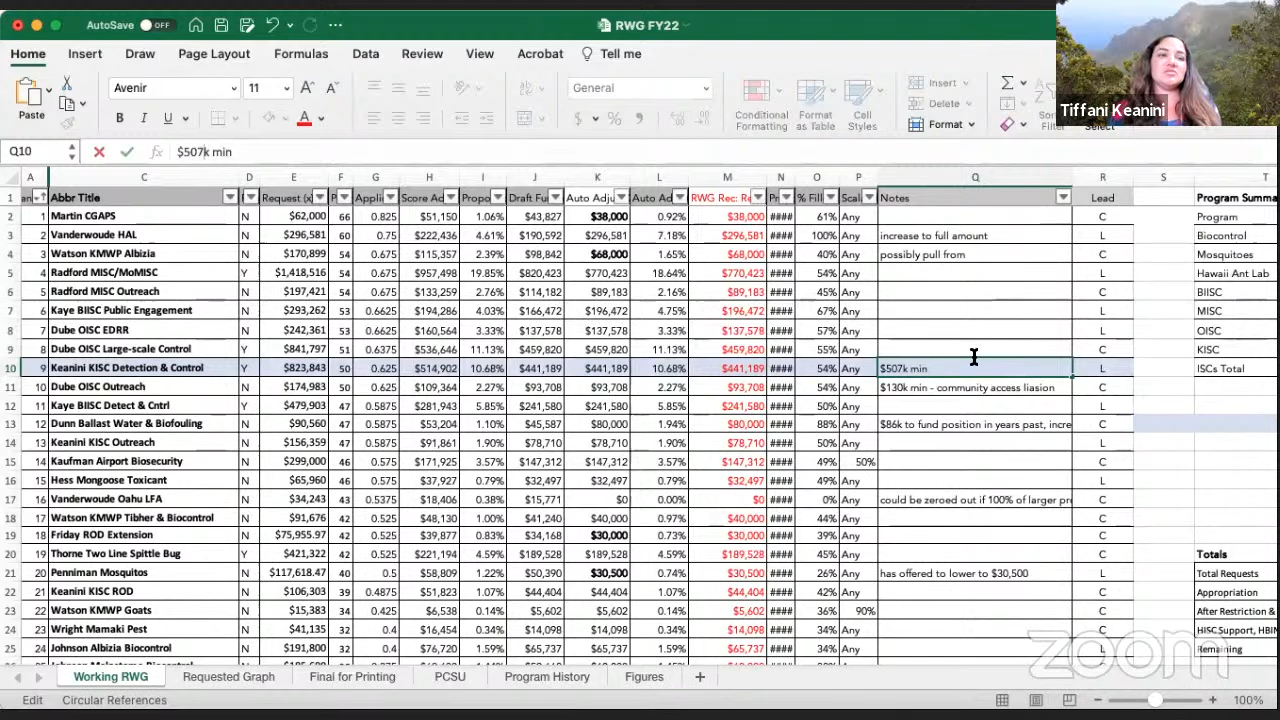 AutoSave OFF RWG FY22
Home Insert Draw Page Layout Formulas Data Review View Acrobat Tell me
Paste Avenir 11 A A General Conditional Formatting Format as Table Cell Styles Insert Delete Format
B I U A $ % Sort Filter Select
Tiffani Keanini
Q10 fx $507k min
A C D E F G H I J K L M N O P Q R S T
1 Abbr Title Request (x) Appli Score Ad Propo Draft Fu Auto Adju Auto Ad RWG Rec: Re Pr % Fill Scal Notes Lead Program Summa
2 1 Martin CGAPS N $62,000 66 0.825 $51,150 1.06% $43,827 $38,000 0.92% $38,000 #### 61% Any C Program
3 2 Vanderwoude HAL N $296,581 60 0.75 $222,436 4.61% $190,592 $296,581 7.18% $296,581 #### 100% Any increase to full amount L Biocontrol
4 3 Watson KMWP Albizia N $170,899 54 0.675 $115,357 2.39% $98,842 $68,000 1.65% $68,000 #### 40% Any possibly pull from C Mosquitoes
5 4 Radford MISC/MoMISC Y $1,418,516 54 0.675 $957,498 19.85% $820,423 $770,423 18.64% $770,423 #### 54% Any L Hawaii Ant Lab
6 5 Radford MISC Outreach N $197,421 54 0.675 $133,259 2.76% $114,182 $89,183 2.16% $89,183 #### 45% Any C BIISC
7 6 Kaye BIISC Public Engagement N $293,262 53 0.6625 $194,286 4.03% $166,472 $196,472 4.75% $196,472 #### 67% Any L MISC
8 7 Dube OISC EDRR N $242,361 53 0.6625 $160,564 3.33% $137,578 $137,578 3.33% $137,578 #### 57% Any L OISC
9 8 Dube OISC Large-scale Control Y $841,797 51 0.6375 $536,646 11.13% $459,820 $459,820 11.13% $459,820 #### 55% Any C KISC
10 9 Keanini KISC Detection & Control Y $823,843 50 0.625 $514,902 10.68% $441,189 $441,189 10.68% $441,189 #### 54% Any $507k min L ISCs Total
11 10 Dube OISC Outreach N $174,983 50 0.625 $109,364 2.27% $93,708 $93,708 2.27% $93,708 #### 54% Any $130k min - community access liasion C
12 11 Kaye BIISC Detect & Cntrl Y $479,903 47 0.5875 $281,943 5.85% $241,580 $241,580 5.85% $241,580 #### 50% Any L
13 12 Dunn Ballast Water & Biofouling N $90,560 47 0.5875 $53,204 1.10% $45,587 $80,000 1.94% $80,000 #### 88% Any $86k to fund position in years past, incre C
14 13 Keanini KISC Outreach N $156,359 47 0.5875 $91,861 1.90% $78,710 $78,710 1.90% $78,710 #### 50% Any L
15 14 Kaufman Airport Biosecurity N $299,000 46 0.575 $171,925 3.57% $147,312 $147,312 3.57% $147,312 #### 49% 50% C
16 15 Hess Mongoose Toxicant N $65,960 46 0.575 $37,927 0.79% $32,497 $32,497 0.79% $32,497 #### 49% Any L
17 16 Vanderwoude Oahu LFA N $34,243 43 0.5375 $18,406 0.38% $15,771 $0 0.00% $0 #### 0% Any could be zeroed out if 100% of larger pro C
18 17 Watson KMWP Tibher & Biocontrol N $91,676 42 0.525 $48,130 1.00% $41,240 $40,000 0.97% $40,000 #### 44% Any C
19 18 Friday ROD Extension N $75,955.97 42 0.525 $39,877 0.83% $34,168 $30,000 0.73% $30,000 #### 39% Any C
20 19 Thorne Two Line Spittle Bug Y $421,322 42 0.525 $221,194 4.59% $189,528 $189,528 4.59% $189,528 #### 45% Any C Totals
21 20 Penniman Mosquitos N $117,618.47 40 0.5 $58,809 1.22% $50,390 $30,500 0.74% $30,500 #### 26% Any has offered to lower to $30,500 L Total Requests
22 21 Keanini KISC ROD N $106,303 39 0.4875 $51,823 1.07% $44,404 $44,404 1.07% $44,404 #### 42% Any C Appropriation
23 22 Watson KMWP Goats N $15,383 34 0.425 $6,538 0.14% $5,602 $5,602 0.14% $5,602 #### 36% 90% C After Restriction &
24 23 Wright Mamaki Pest N $41,135 32 0.4 $16,454 0.34% $14,098 $14,098 0.34% $14,098 #### 34% Any C HISC Support, HBIN
25 24 Johnson Albizia Biocontrol N $191,800 32 0.4 $76,720 1.59% $65,737 $65,737 1.59% $65,737 #### 34% Any L Remaining
zoom
Working RWG Requested Graph Final for Printing PCSU Program History Figures +
Edit Circular References 100%